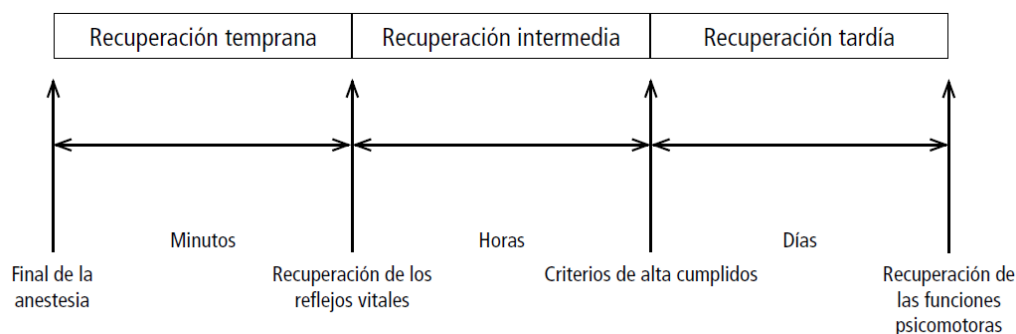 Recuperación temprana
Recuperación intermedia
Recuperación tardía
Minutos
Horas
Días
Final de la
anestesia
Recuperación de los
reflejos vitales
Criterios de alta cumplidos
Recuperación de
las funciones
psicomotoras